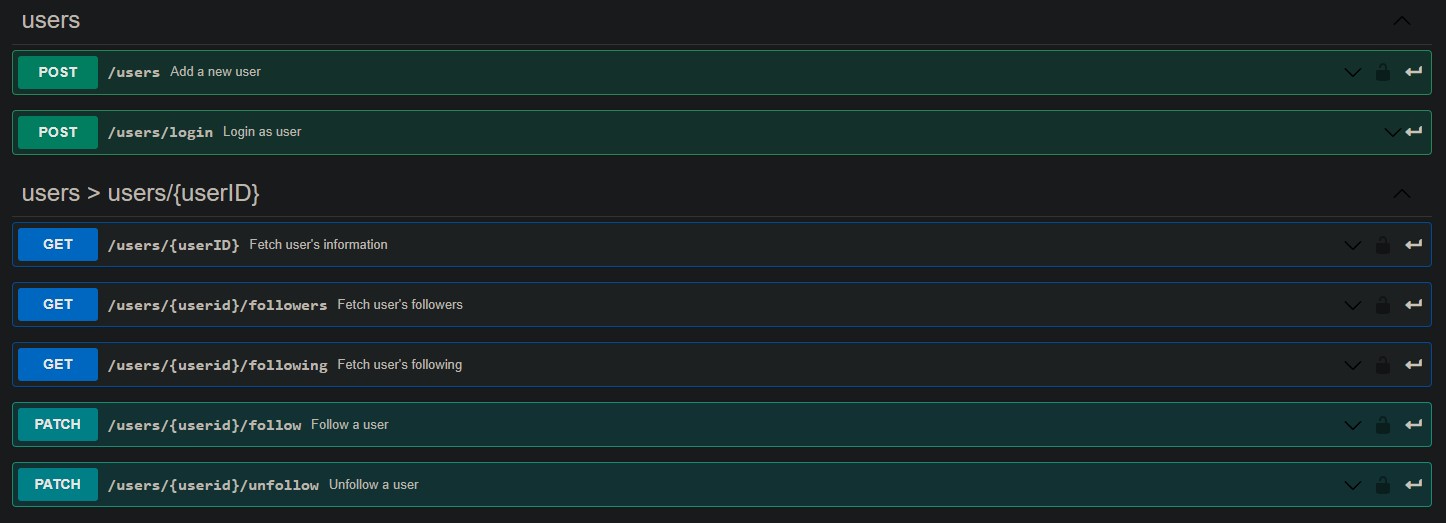 users
POST /users Add a new user
POST /users/login Login as user
users > users/{userID}
GET /users/{userID} Fetch user's information
GET /users/{userid}/followers Fetch user's followers
GET /users/{userid}/following Fetch user's following
PATCH /users/{userid}/follow Follow a user
PATCH /users/{userid}/unfollow Unfollow a user